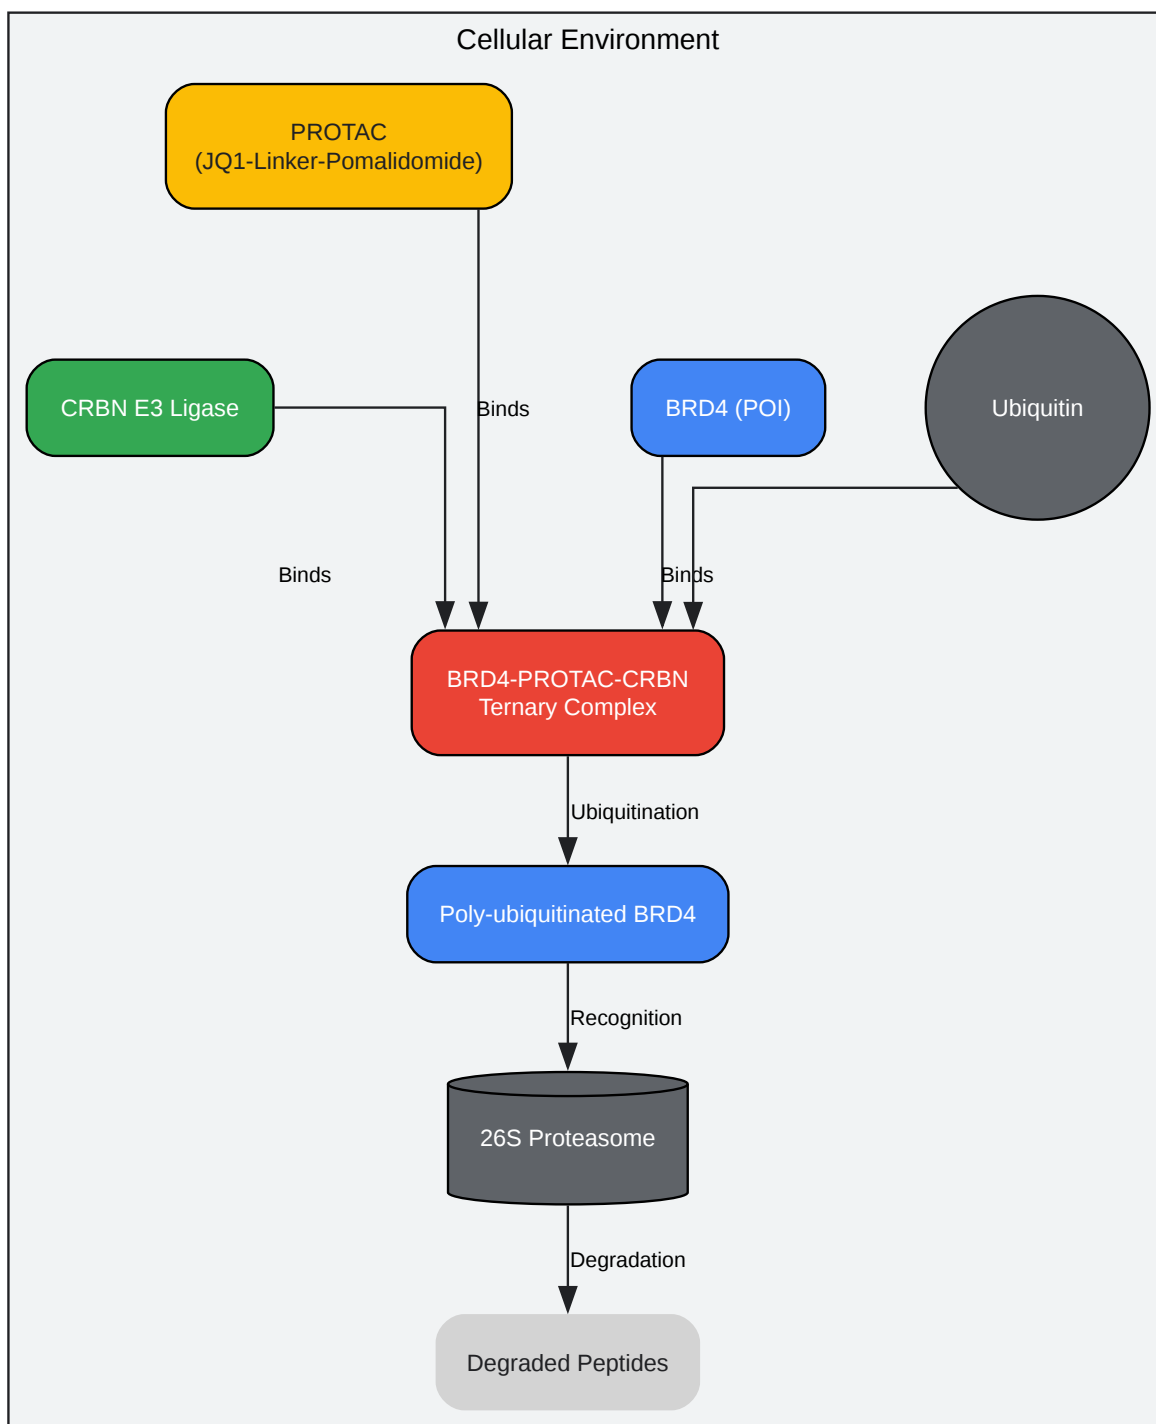 Cellular Environment
PROTAC
(JQ1-Linker-Pomalidomide)
CRBN E3 Ligase
Binds
BRD4 (POI)
Ubiquitin
Binds
Binds
BRD4-PROTAC-CRBN
Ternary Complex
Ubiquitination
Poly-ubiquitinated BRD4
Recognition
26S Proteasome
Degradation
Degraded Peptides